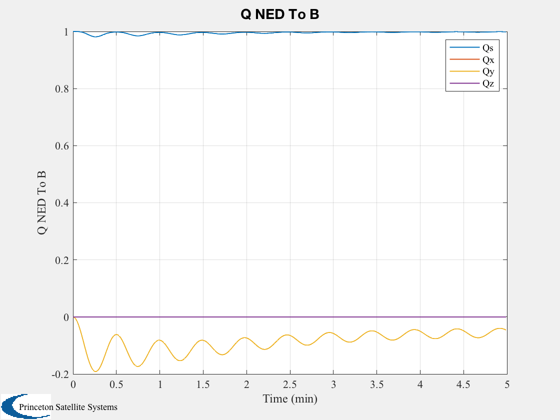 Q NED To B
1
0.8
0.6
0.4
0.2
0
-0.2
Q NED To B
Qs
Qx
Qy
Qz
0 0.5 1 1.5 2 2.5 3 3.5 4 4.5 5
Time (min)
Princeton Satellite Systems